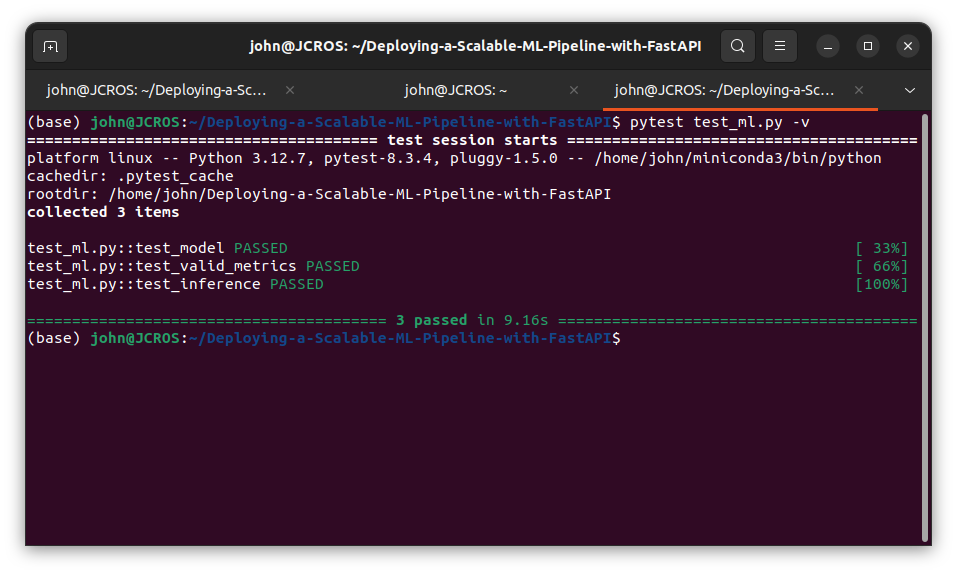 john@JCROS: ~/Deploying-a-Scalable-ML-Pipeline-with-FastAPI
john@JCROS: ~/Deploying-a-Sc... john@JCROS: ~ john@JCROS: ~/Deploying-a-Sc...
(base) john@JCROS:~/Deploying-a-Scalable-ML-Pipeline-with-FastAPI$ pytest test_ml.py -v
======================================= test session starts =======================================
platform linux -- Python 3.12.7, pytest-8.3.4, pluggy-1.5.0 -- /home/john/miniconda3/bin/python
cachedir: .pytest_cache
rootdir: /home/john/Deploying-a-Scalable-ML-Pipeline-with-FastAPI
collected 3 items
test_ml.py::test_model PASSED [ 33%]
test_ml.py::test_valid_metrics PASSED [ 66%]
test_ml.py::test_inference PASSED [100%]
======================================== 3 passed in 9.16s ========================================
(base) john@JCROS:~/Deploying-a-Scalable-ML-Pipeline-with-FastAPI$